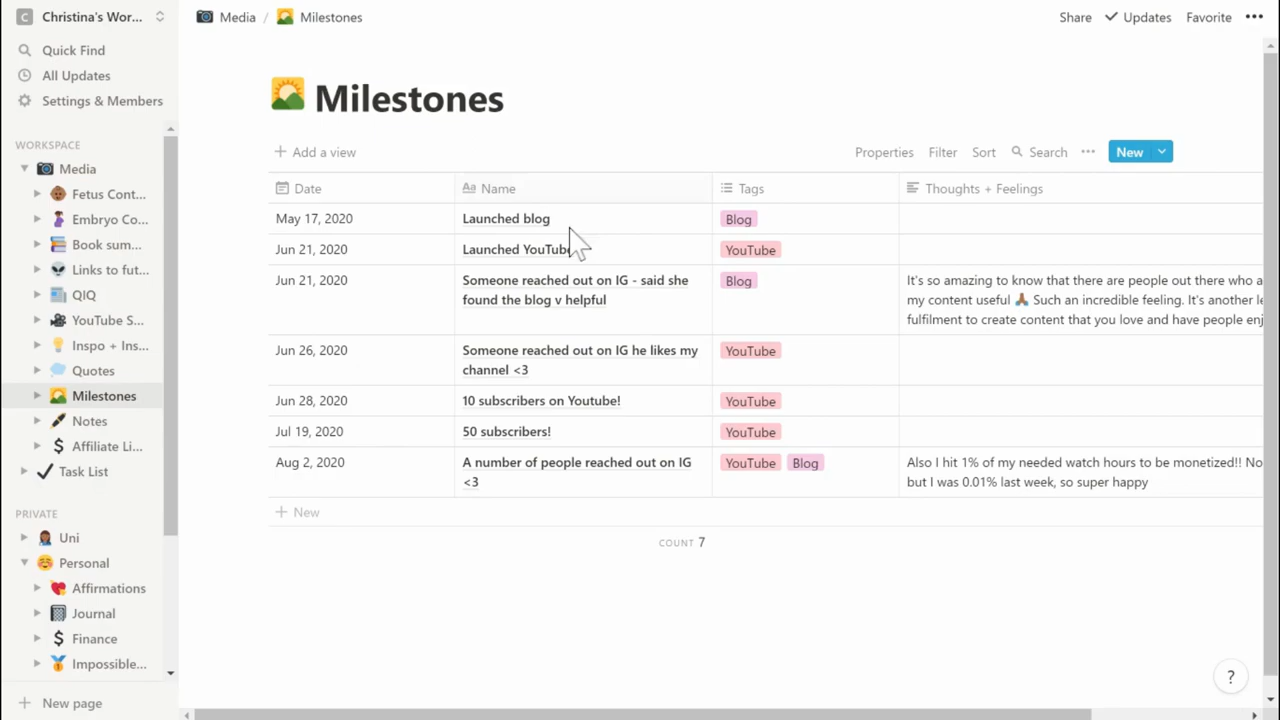 C Christina's Wor...
Media / Milestones
Share Updates Favorite •••
Quick Find
All Updates
Settings & Members
WORKSPACE
Media
Fetus Cont...
Embryo Co...
Book sum...
Links to fut...
QIQ
YouTube S...
Inspo + Ins...
Quotes
Milestones
Notes
$ Affiliate Li...
Task List
PRIVATE
Uni
Personal
Affirmations
Journal
$ Finance
Impossible...
+ New page
Milestones
+ Add a view
Properties Filter Sort Search ••• New
Date Aa Name Tags Thoughts + Feelings
May 17, 2020 Launched blog Blog
Jun 21, 2020 Launched YouTube YouTube
Jun 21, 2020 Someone reached out on IG - said she Blog It's so amazing to know that there are people out there who a
found the blog v helpful my content useful 🙏🏾 Such an incredible feeling. It's another le
fulfilment to create content that you love and have people enj
Jun 26, 2020 Someone reached out on IG he likes my YouTube
channel <3
Jun 28, 2020 10 subscribers on Youtube! YouTube
Jul 19, 2020 50 subscribers! YouTube
Aug 2, 2020 A number of people reached out on IG YouTube Blog Also I hit 1% of my needed watch hours to be monetized!! No
<3 but I was 0.01% last week, so super happy
+ New
COUNT 7
?